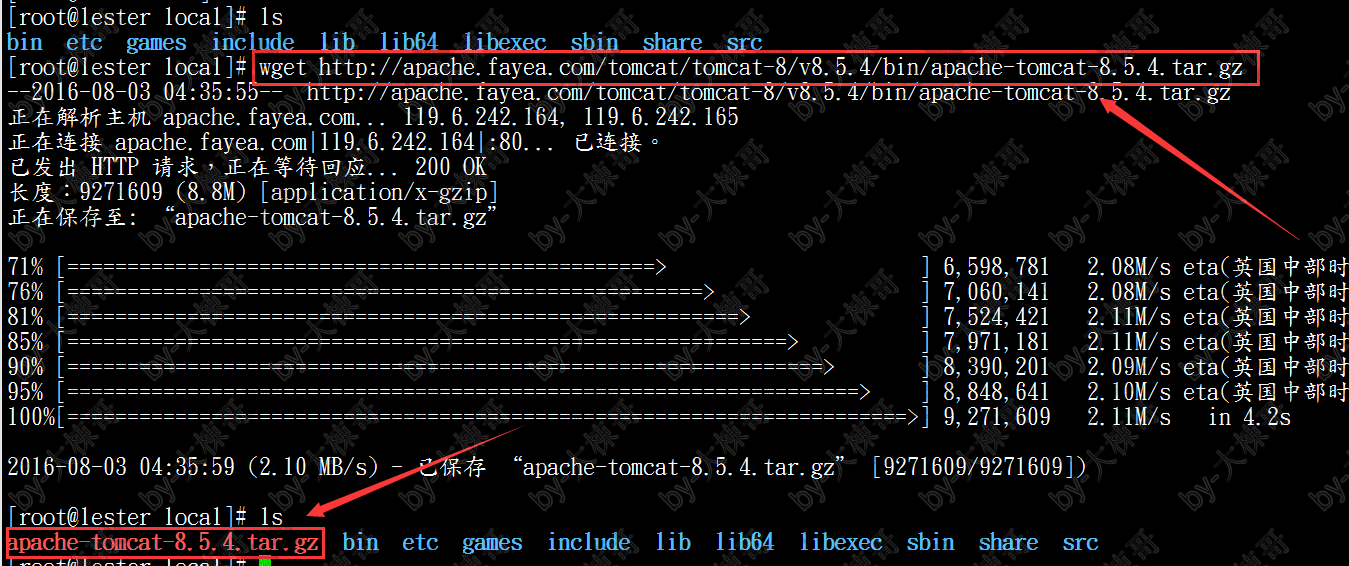 [root@lester local]# ls
bin etc games include lib lib64 libexec sbin share src
[root@lester local]# wget http://apache.fayea.com/tomcat/tomcat-8/v8.5.4/bin/apache-tomcat-8.5.4.tar.gz
--2016-08-03 04:35:55-- http://apache.fayea.com/tomcat/tomcat-8/v8.5.4/bin/apache-tomcat-8.5.4.tar.gz
正在解析主机 apache.fayea.com... 119.6.242.164, 119.6.242.165
正在连接 apache.fayea.com|119.6.242.164|:80... 已连接。
已发出 HTTP 请求，正在等待回应... 200 OK
长度：9271609 (8.8M) [application/x-gzip]
正在保存至: “apache-tomcat-8.5.4.tar.gz”
71% [===========================================================> ] 6,598,781 2.08M/s eta(英国中部时
76% [================================================================> ] 7,060,141 2.08M/s eta(英国中部时
81% [====================================================================> ] 7,524,421 2.11M/s eta(英国中部时
85% [========================================================================> ] 7,971,181 2.11M/s eta(英国中部时
90% [============================================================================> ] 8,390,201 2.09M/s eta(英国中部时
95% [================================================================================> ] 8,848,641 2.10M/s eta(英国中部时
100%[====================================================================================>] 9,271,609 2.11M/s in 4.2s
2016-08-03 04:35:59 (2.10 MB/s) - 已保存 “apache-tomcat-8.5.4.tar.gz” [9271609/9271609])
[root@lester local]# ls
apache-tomcat-8.5.4.tar.gz bin etc games include lib lib64 libexec sbin share src
[root@lester local]#
by-大棟哥